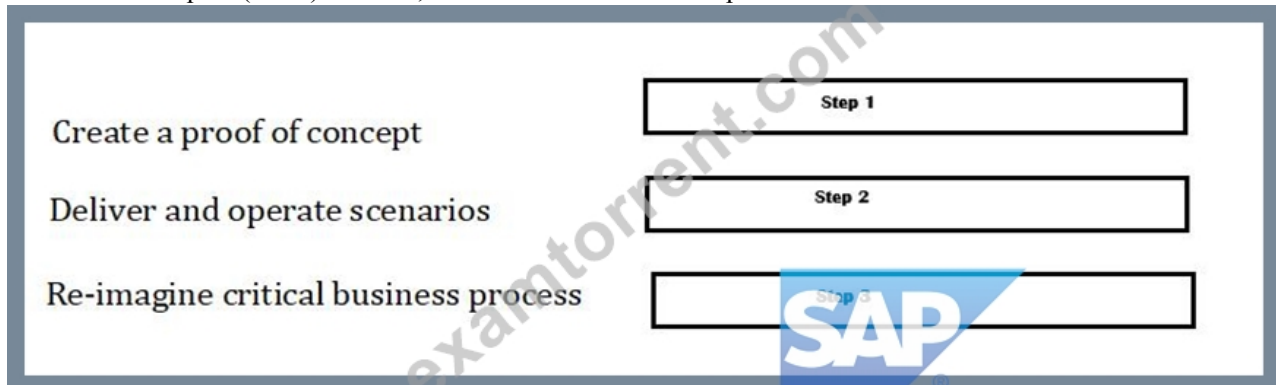 Create a proof of concept
Deliver and operate scenarios
Re-imagine critical business process
Step 1
Step 2
Step 3
examtorrent.com
SAP
®